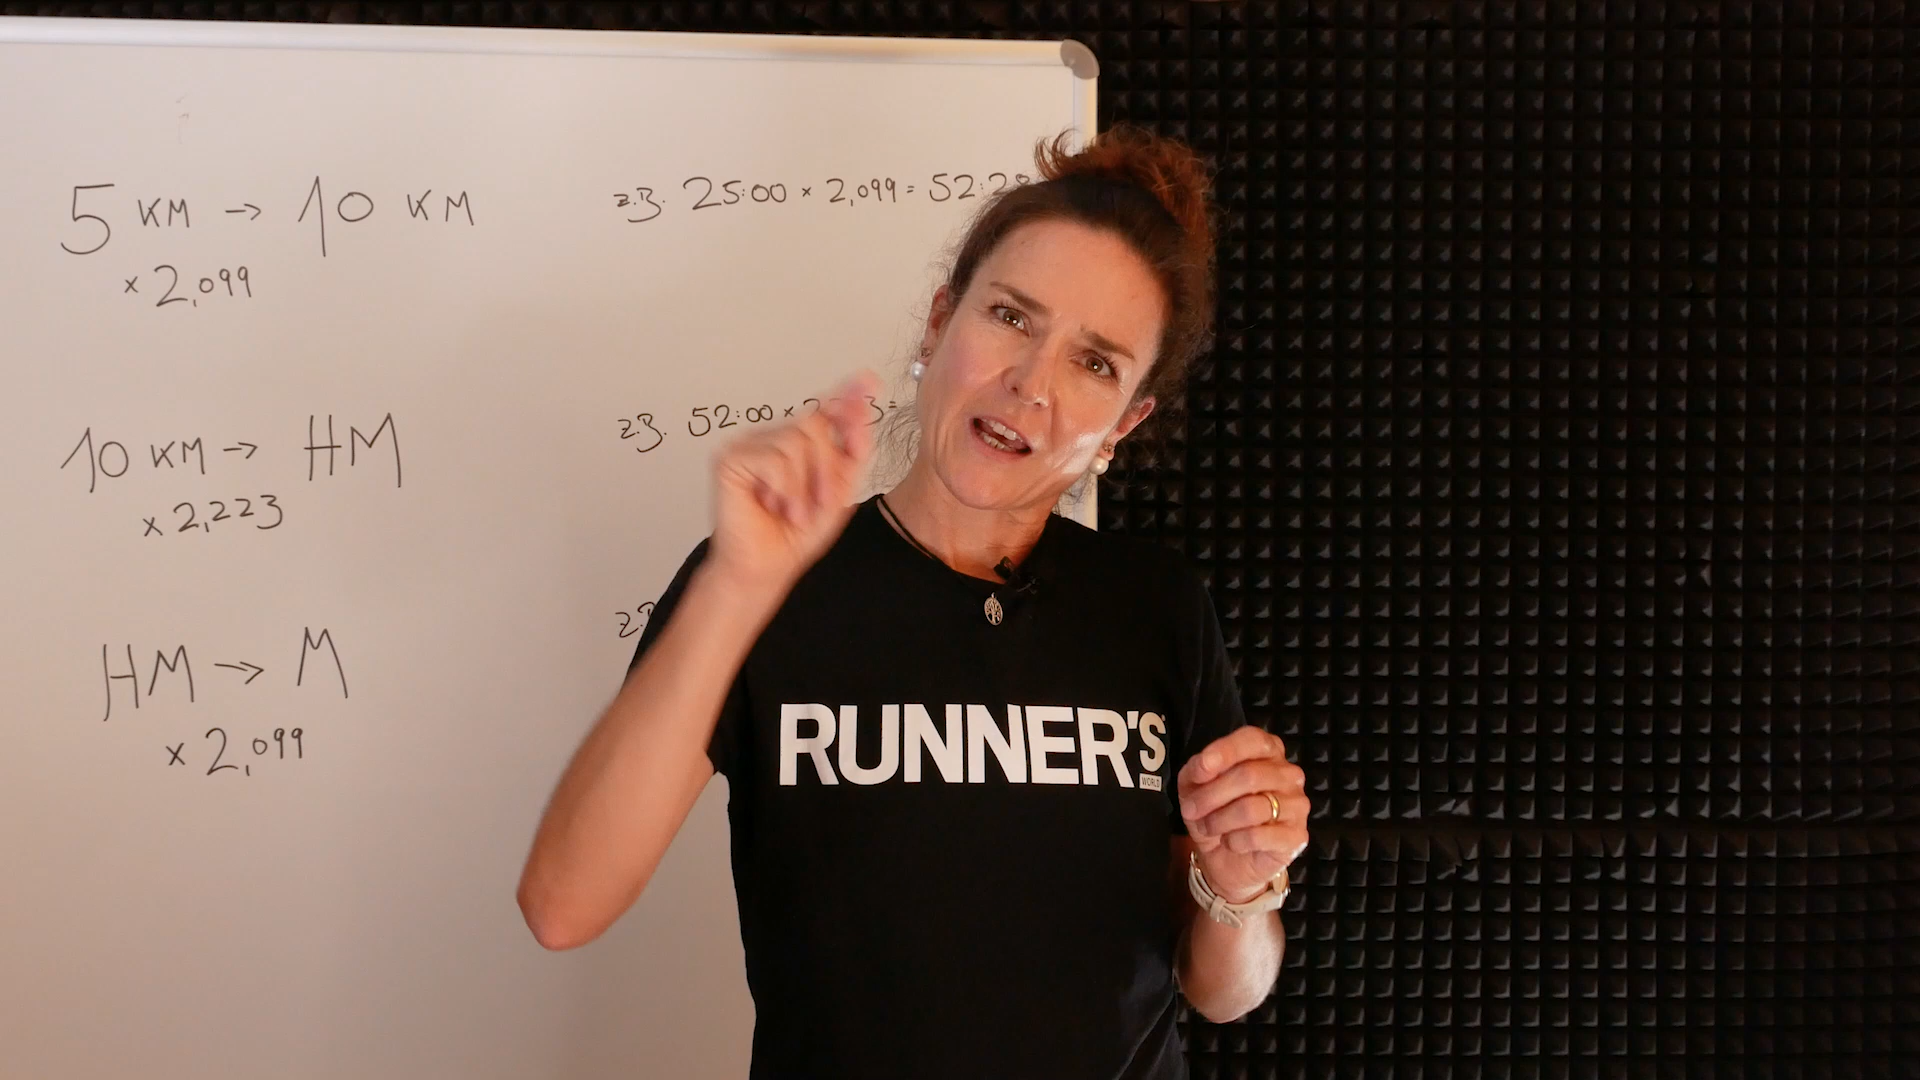 5 KM → 10 KM
× 2,099
z.B. 25:00 × 2,099 = 52:28
10 KM → HM
× 2,223
z.B. 52:00 ×
HM → M
× 2,099
RUNNER'S
WORLD